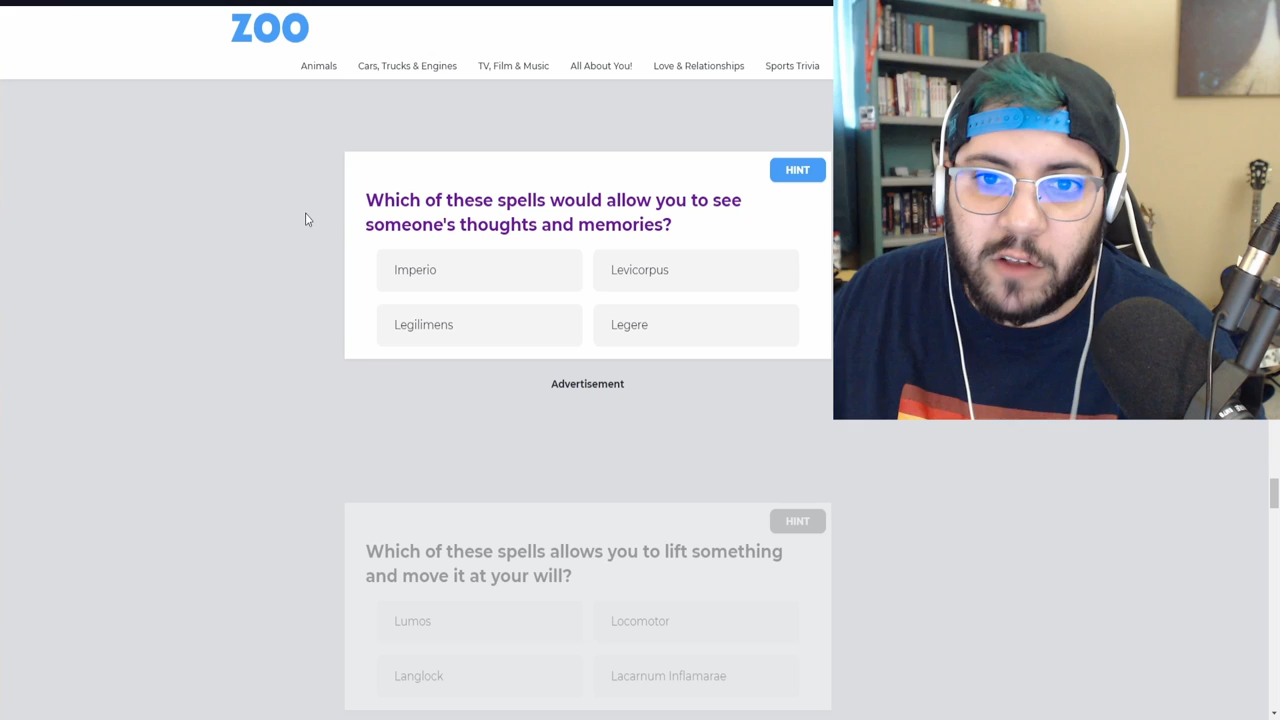 ZOO
Animals Cars, Trucks & Engines TV, Film & Music All About You! Love & Relationships Sports Trivia
HINT
Which of these spells would allow you to see
someone's thoughts and memories?
Imperio Levicorpus
Legilimens Legere
Advertisement
HINT
Which of these spells allows you to lift something
and move it at your will?
Lumos Locomotor
Langlock Lacarnum Inflamarae